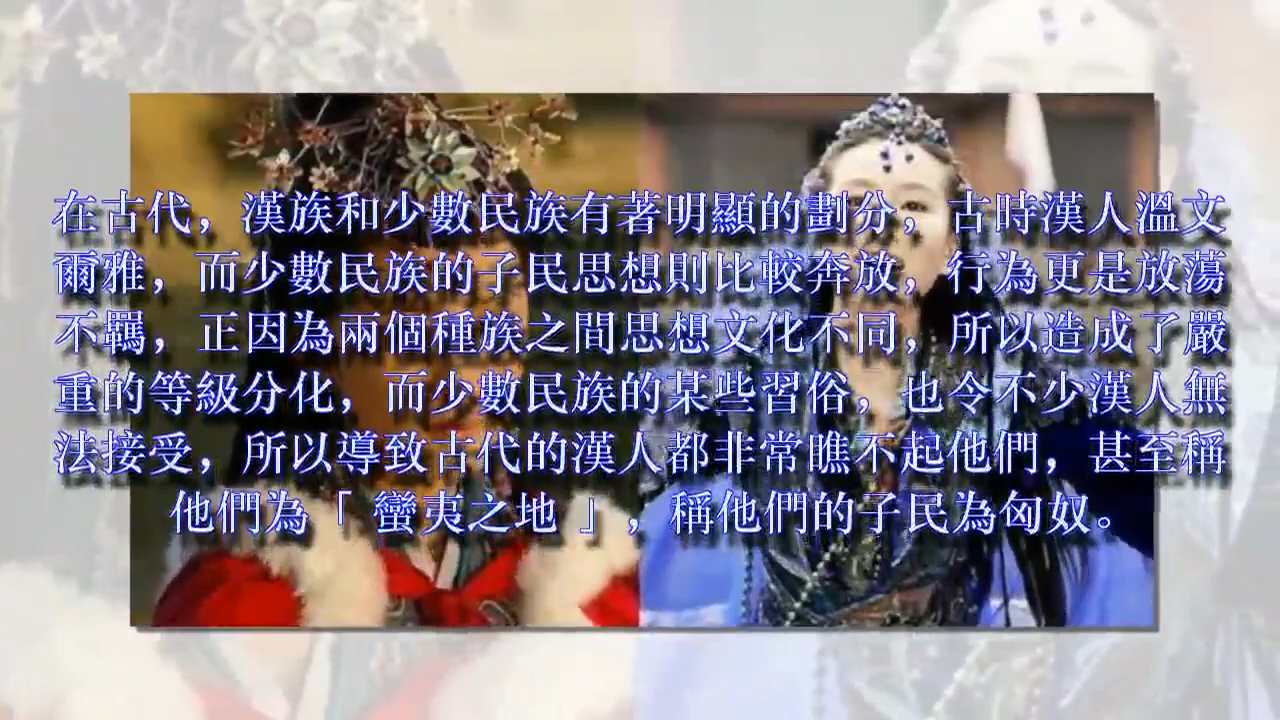 在古代，漢族和少數民族有著明顯的劃分，古時漢人溫文
爾雅，而少數民族的子民思想則比較奔放，行為更是放蕩
不羈，正因為兩個種族之間思想文化不同，所以造成了嚴
重的等級分化，而少數民族的某些習俗，也令不少漢人無
法接受，所以導致古代的漢人都非常瞧不起他們，甚至稱
他們為「 蠻夷之地 」，稱他們的子民為匈奴。